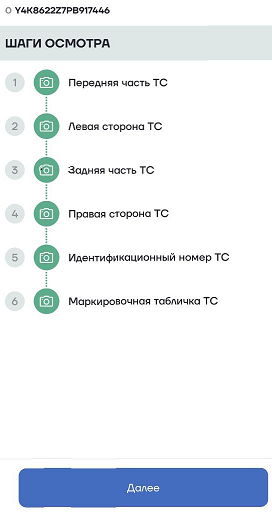 О Y4K8622Z7PB917446
ШАГИ ОСМОТРА
1 Передняя часть ТС
2 Левая сторона ТС
3 Задняя часть ТС
4 Правая сторона ТС
5 Идентификационный номер ТС
6 Маркировочная табличка ТС
Далее